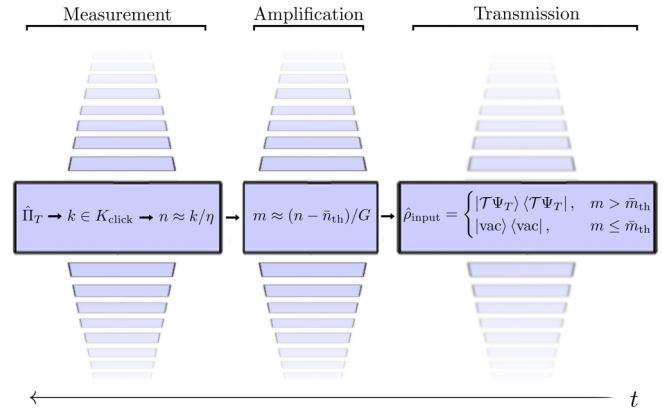 Measurement Amplification Transmission
Π̂_T → k ∈ K_click → n ≈ k/η → m ≈ (n − n̄_th)/G → ρ̂_input = { |𝒯Ψ_T⟩ ⟨𝒯Ψ_T| , m > m̄_th
|vac⟩ ⟨vac| , m ≤ m̄_th
t